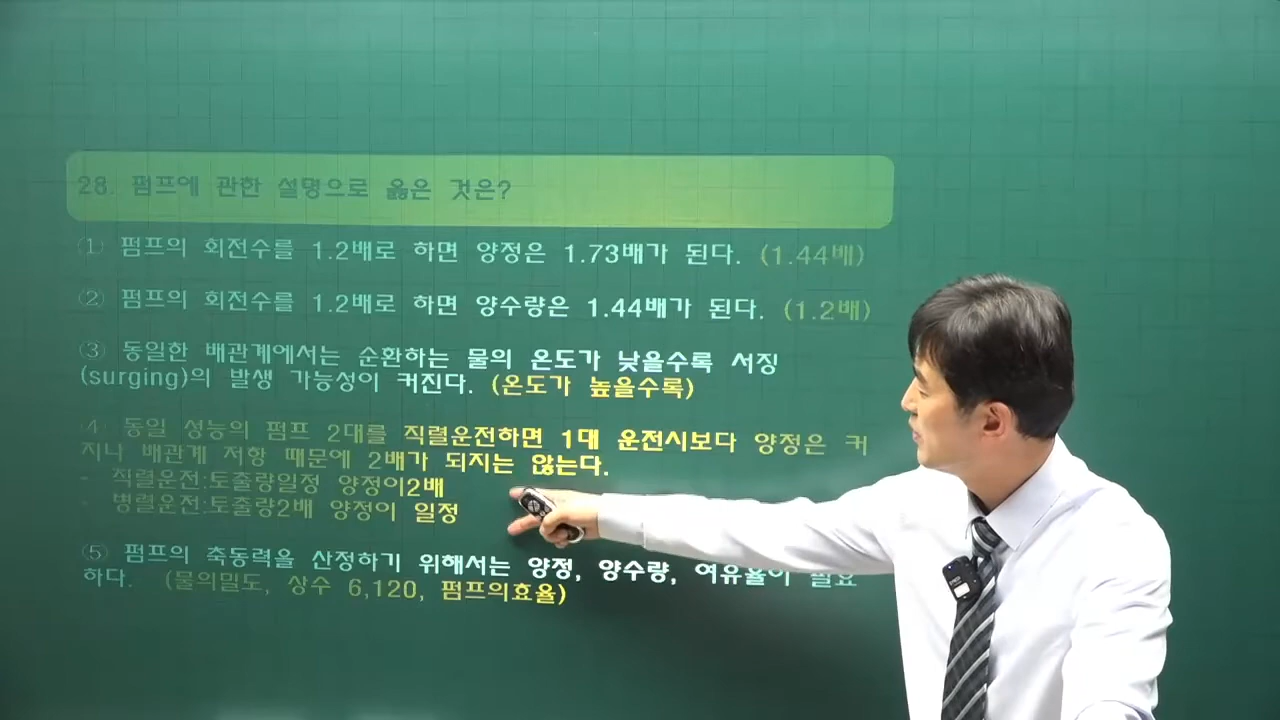 28. 펌프에 관한 설명으로 옳은 것은?
① 펌프의 회전수를 1.2배로 하면 양정은 1.73배가 된다. (1.44배)
② 펌프의 회전수를 1.2배로 하면 양수량은 1.44배가 된다. (1.2배)
③ 동일한 배관계에서는 순환하는 물의 온도가 낮을수록 서징
(surging)의 발생 가능성이 커진다. (온도가 높을수록)
④ 동일 성능의 펌프 2대를 직렬운전하면 1대 운전시보다 양정은 커
지나 배관계 저항 때문에 2배가 되지는 않는다.
- 직렬운전:토출량일정 양정이2배
- 병렬운전:토출량2배 양정이 일정
⑤ 펌프의 축동력을 산정하기 위해서는 양정, 양수량, 여유율이 필요
하다. (물의밀도, 상수 6,120, 펌프의효율)